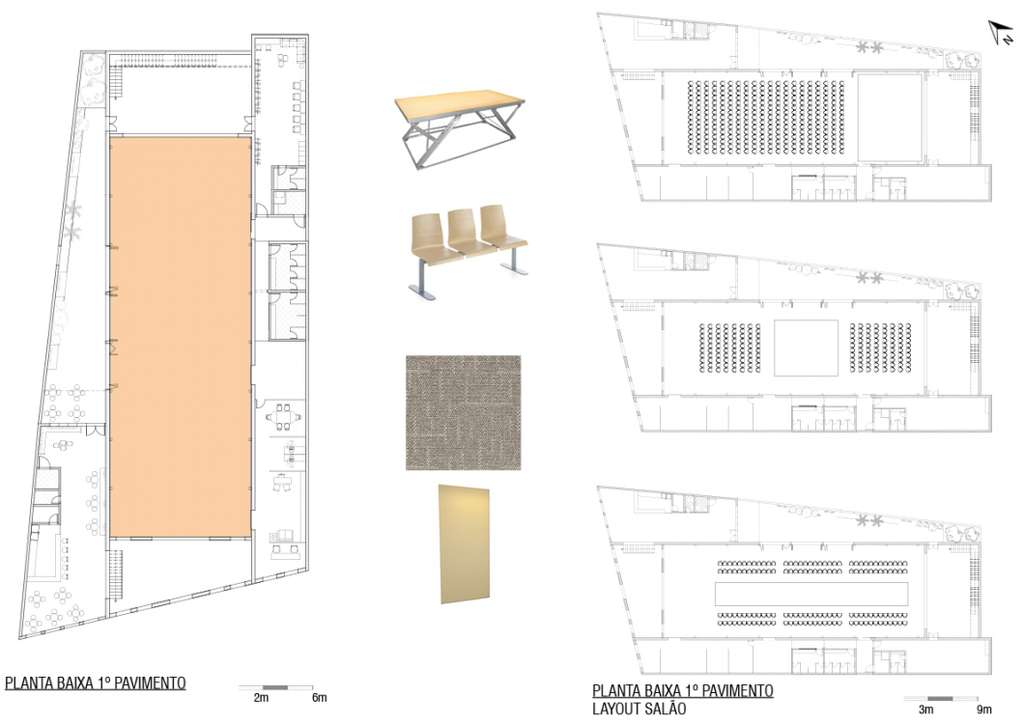 N
PLANTA BAIXA 1º PAVIMENTO
2m 6m
PLANTA BAIXA 1º PAVIMENTO
LAYOUT SALÃO
3m 9m